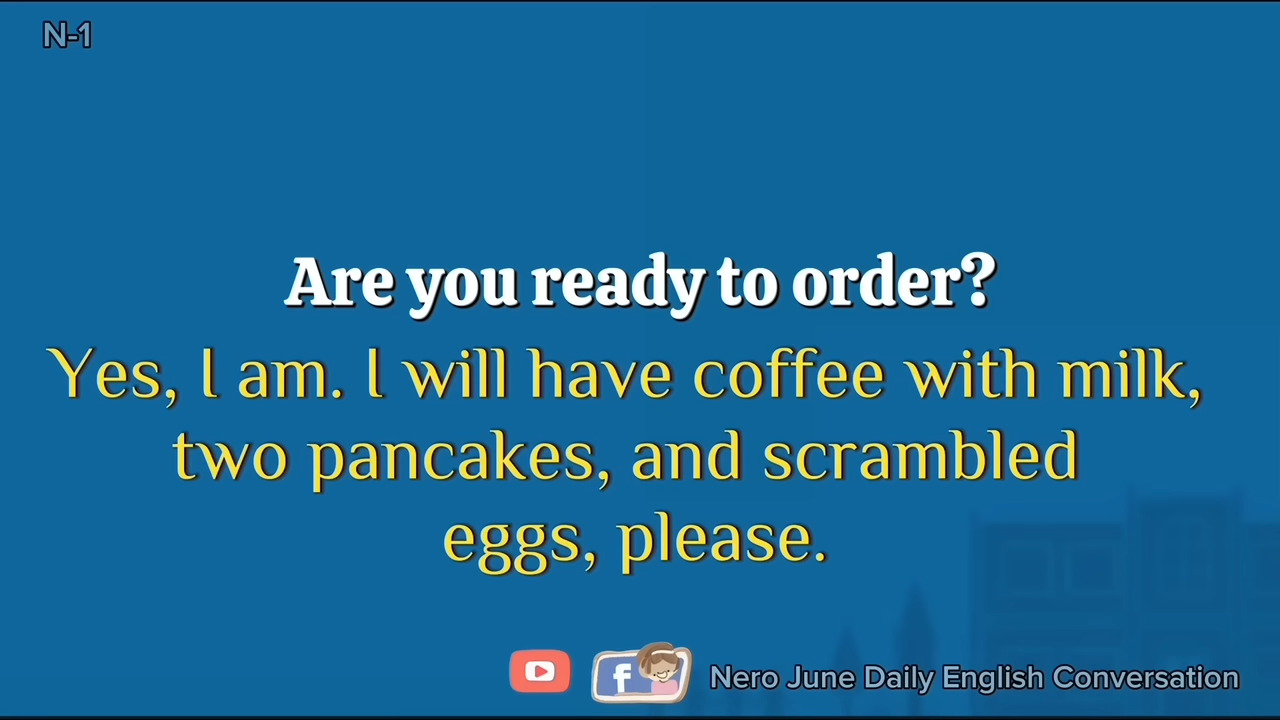 N-1
Are you ready to order?
Yes, I am. I will have coffee with milk,
two pancakes, and scrambled
eggs, please.
f
Nero June Daily English Conversation